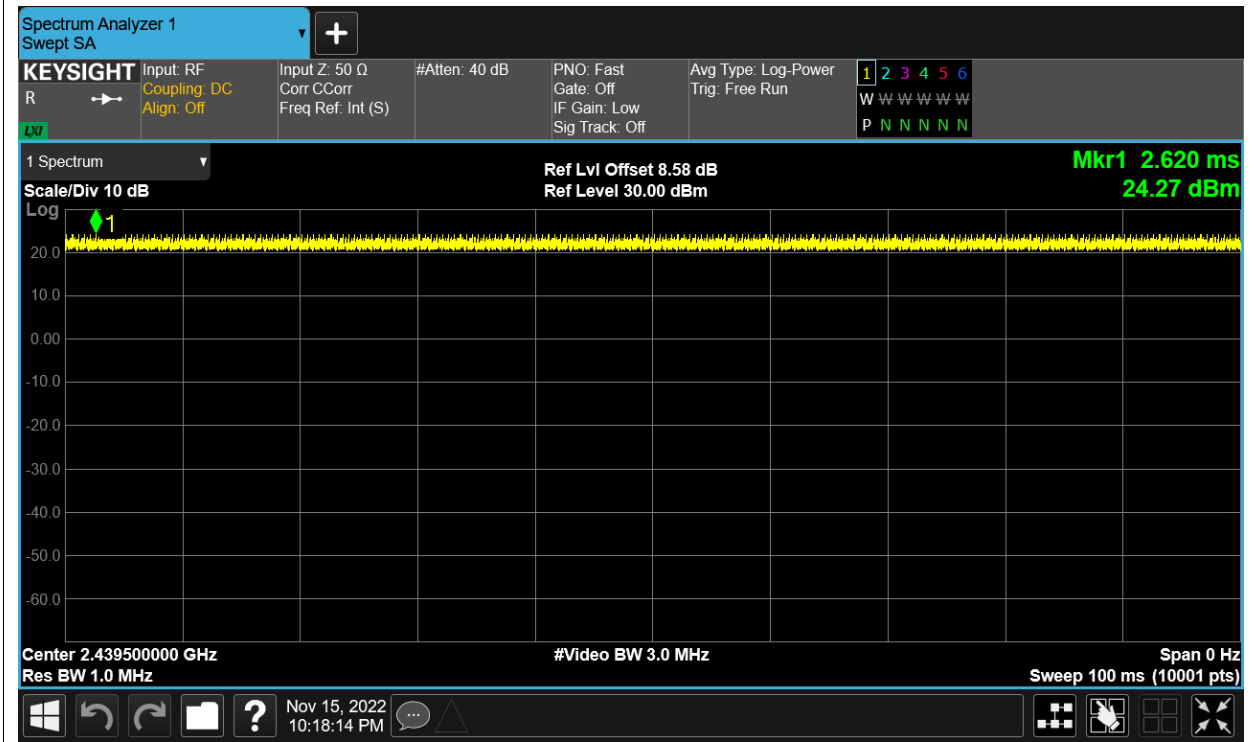 Spectrum Analyzer 1
Swept SA
KEYSIGHT Input: RF Input Z: 50 Ω #Atten: 40 dB PNO: Fast Avg Type: Log-Power 1 2 3 4 5 6
R Coupling: DC Corr CCorr Gate: Off Trig: Free Run W W W W W W
Align: Off Freq Ref: Int (S) IF Gain: Low
LXI Sig Track: Off P N N N N N
1 Spectrum Ref Lvl Offset 8.58 dB Mkr1 2.620 ms
Scale/Div 10 dB Ref Level 30.00 dBm 24.27 dBm
Log
1
20.0
10.0
0.00
-10.0
-20.0
-30.0
-40.0
-50.0
-60.0
Center 2.439500000 GHz #Video BW 3.0 MHz Span 0 Hz
Res BW 1.0 MHz Sweep 100 ms (10001 pts)
? Nov 15, 2022
10:18:14 PM